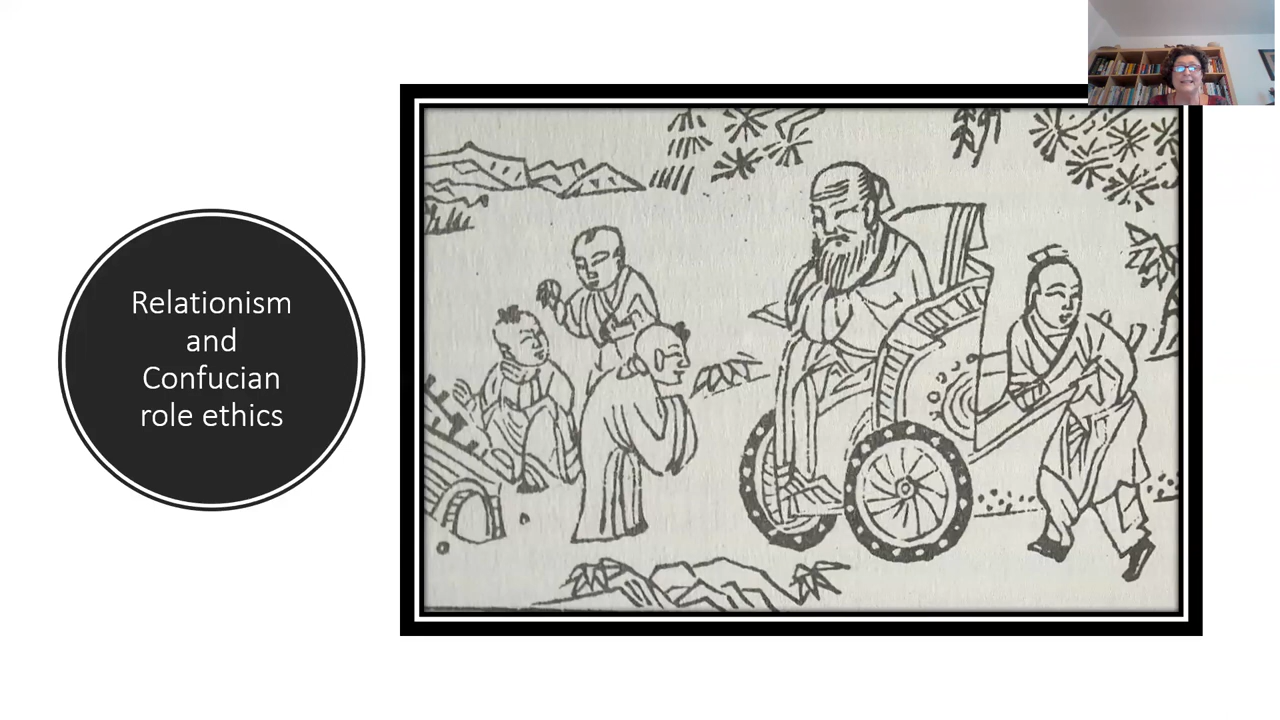 Relationism
and
Confucian
role ethics